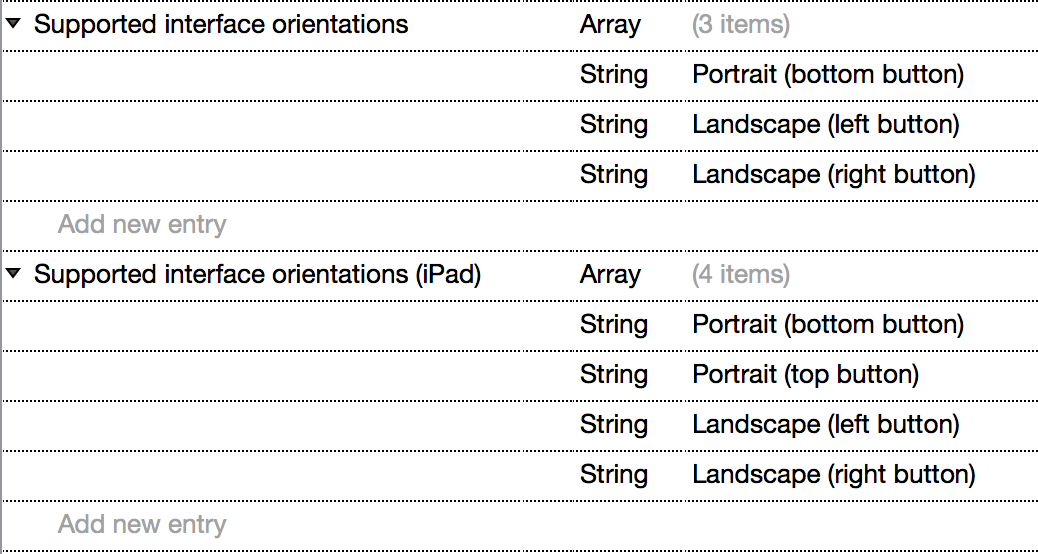 Supported interface orientations Array (3 items)
String Portrait (bottom button)
String Landscape (left button)
String Landscape (right button)
Add new entry
Supported interface orientations (iPad) Array (4 items)
String Portrait (bottom button)
String Portrait (top button)
String Landscape (left button)
String Landscape (right button)
Add new entry